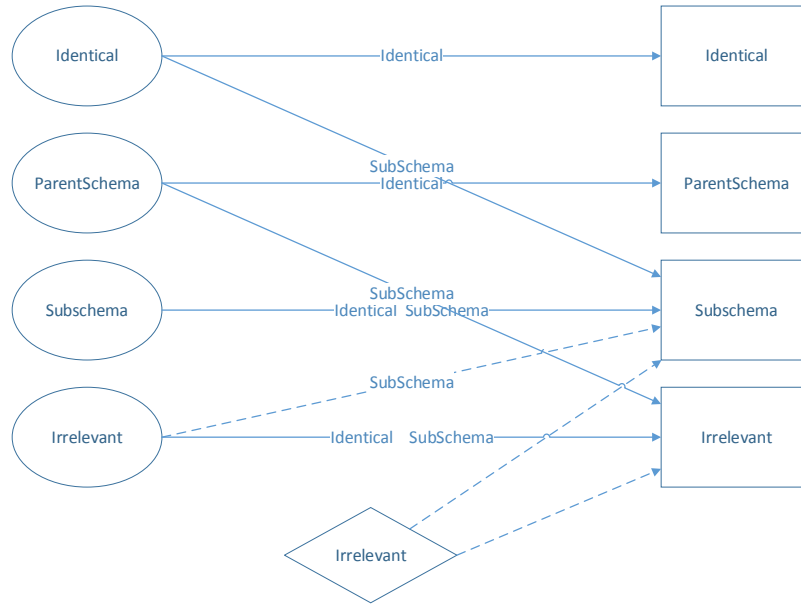 Identical Identical Identical
SubSchema
ParentSchema Identical ParentSchema
SubSchema
Subschema Identical SubSchema Subschema
SubSchema
Irrelevant Identical SubSchema Irrelevant
Irrelevant